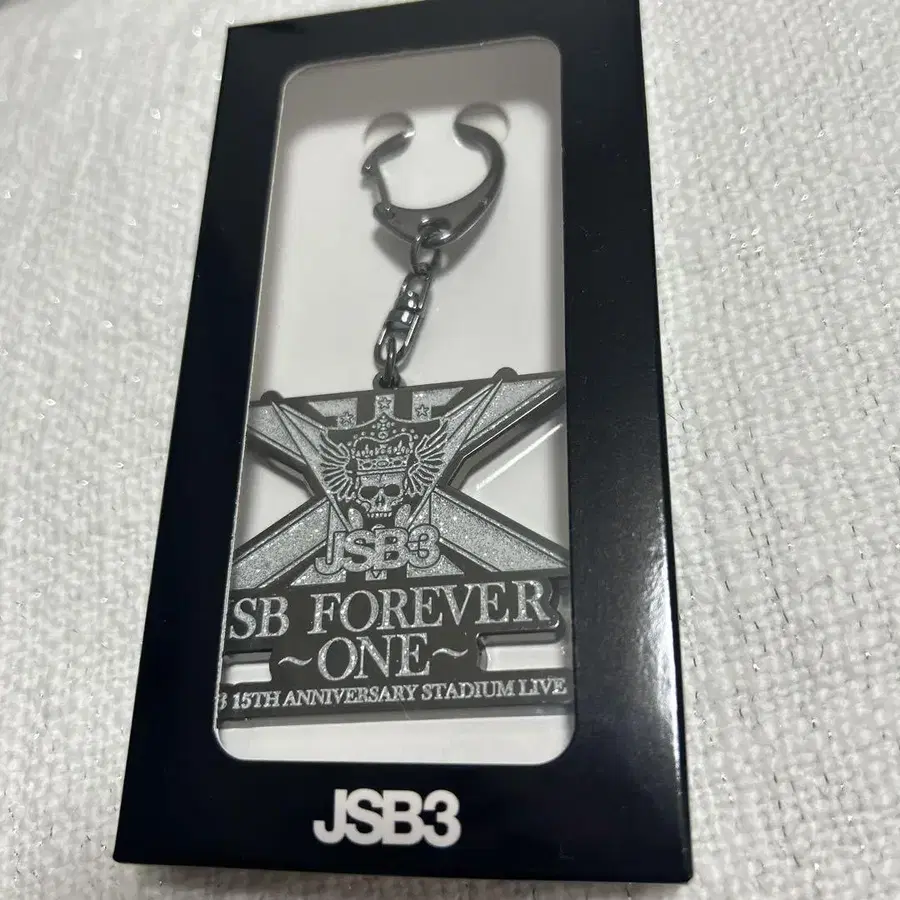 JSB3
SB FOREVER
~ONE~
3 15TH ANNIVERSARY STADIUM LIVE
JSB3